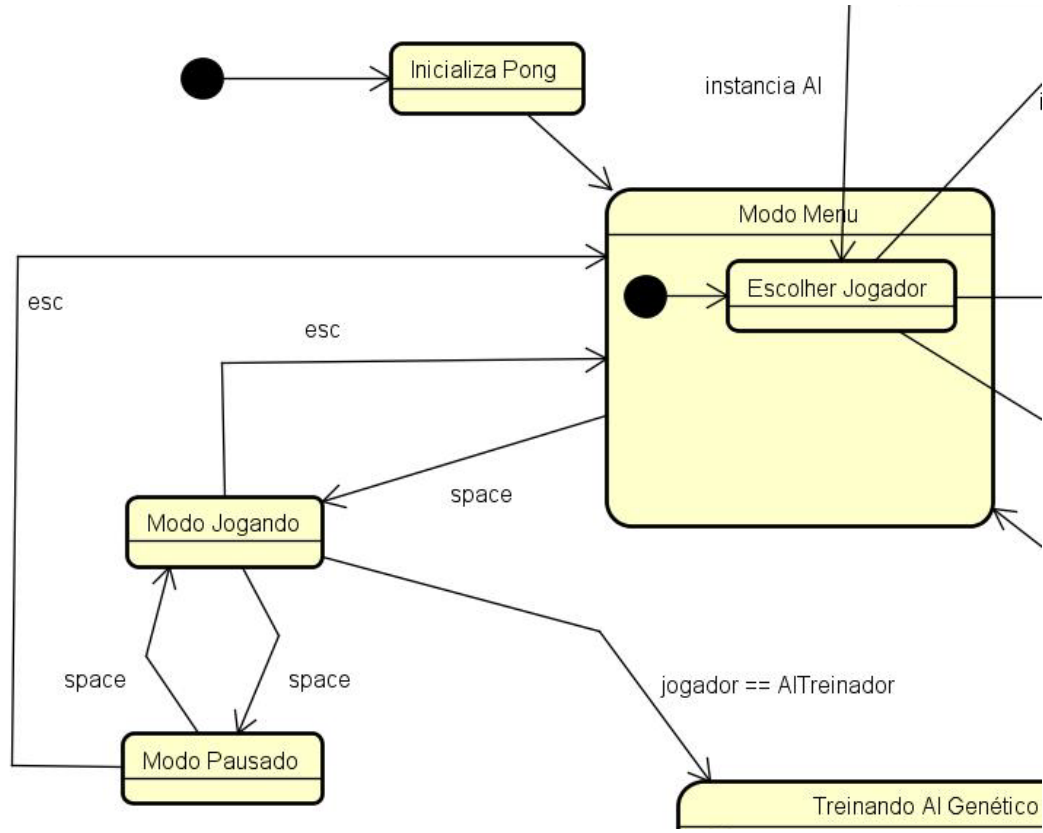 Inicializa Pong
instancia AI
Modo Menu
Escolher Jogador
esc
esc
space
Modo Jogando
space
space
jogador == AITreinador
Modo Pausado
Treinando AI Genético